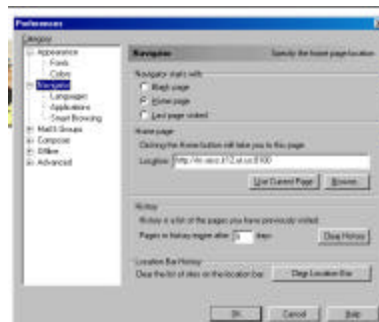 Preferences
Category:
Appearance
Fonts
Colors
Navigator
Languages
Applications
Smart Browsing
Mail & Groups
Composer
Offline
Advanced
Navigator Specify the home page location
Navigator starts with
Blank page
Home page
Last page visited
Home page
Clicking the Home button will take you to this page.
Location:
Use Current Page Browse...
History
History is a list of the pages you have previously visited.
Pages in history expire after days Clear History
Location Bar History
Clear the list of sites on the location bar: Clear Location Bar
OK Cancel Help